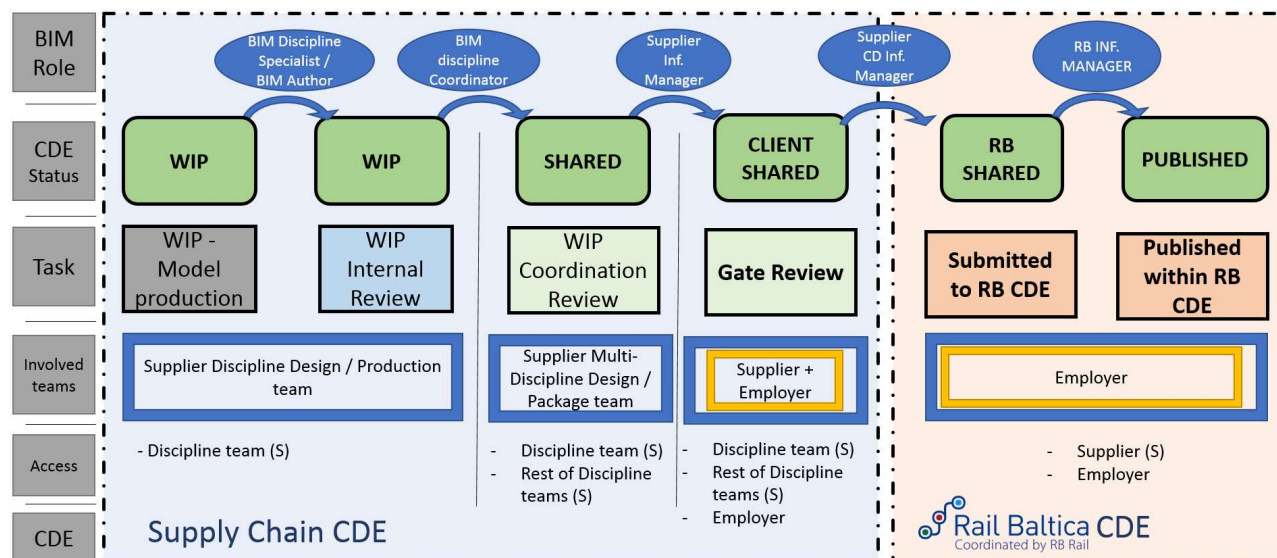 BIM
Role
BIM Discipline
Specialist /
BIM Author
BIM
discipline
Coordinator
Supplier
Inf.
Manager
Supplier
CD Inf.
Manager
RB INF.
MANAGER
CDE
Status
WIP
WIP
SHARED
CLIENT
SHARED
RB
SHARED
PUBLISHED
Task
WIP -
Model
production
WIP
Internal
Review
WIP
Coordination
Review
Gate Review
Submitted
to RB CDE
Published
within RB
CDE
Involved
teams
Supplier Discipline Design / Production
team
Supplier Multi-
Discipline Design /
Package team
Supplier +
Employer
Employer
Access
- Discipline team (S)
- Discipline team (S)
- Rest of Discipline
teams (S)
- Discipline team (S)
- Rest of Discipline
teams (S)
- Employer
- Supplier (S)
- Employer
CDE
Supply Chain CDE
Rail Baltica CDE
Coordinated by RB Rail